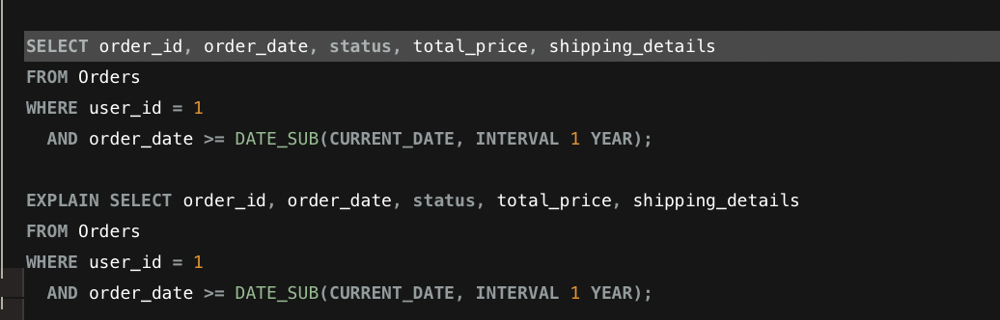 SELECT order_id, order_date, status, total_price, shipping_details
FROM Orders
WHERE user_id = 1
  AND order_date >= DATE_SUB(CURRENT_DATE, INTERVAL 1 YEAR);

EXPLAIN SELECT order_id, order_date, status, total_price, shipping_details
FROM Orders
WHERE user_id = 1
  AND order_date >= DATE_SUB(CURRENT_DATE, INTERVAL 1 YEAR);